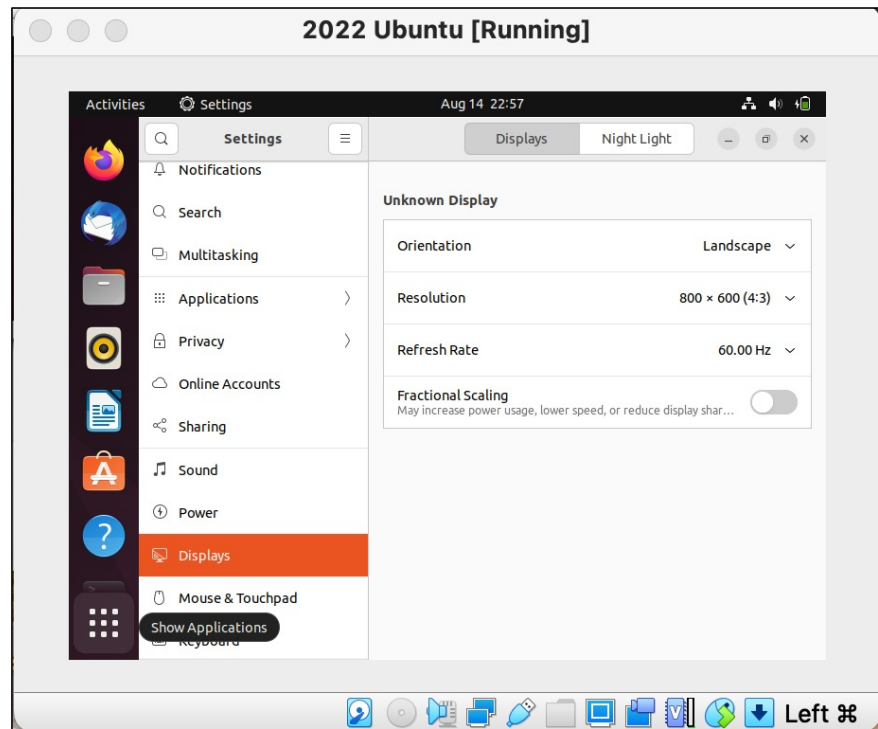 2022 Ubuntu [Running]
Activities Settings Aug 14 22:57
Settings Displays Night Light
Notifications
Search
Multitasking
Applications
Privacy
Online Accounts
Sharing
Sound
Power
Displays
Mouse & Touchpad
Keyboard
Show Applications
Unknown Display
Orientation Landscape
Resolution 800 × 600 (4:3)
Refresh Rate 60.00 Hz
Fractional Scaling
May increase power usage, lower speed, or reduce display shar...
Left ⌘